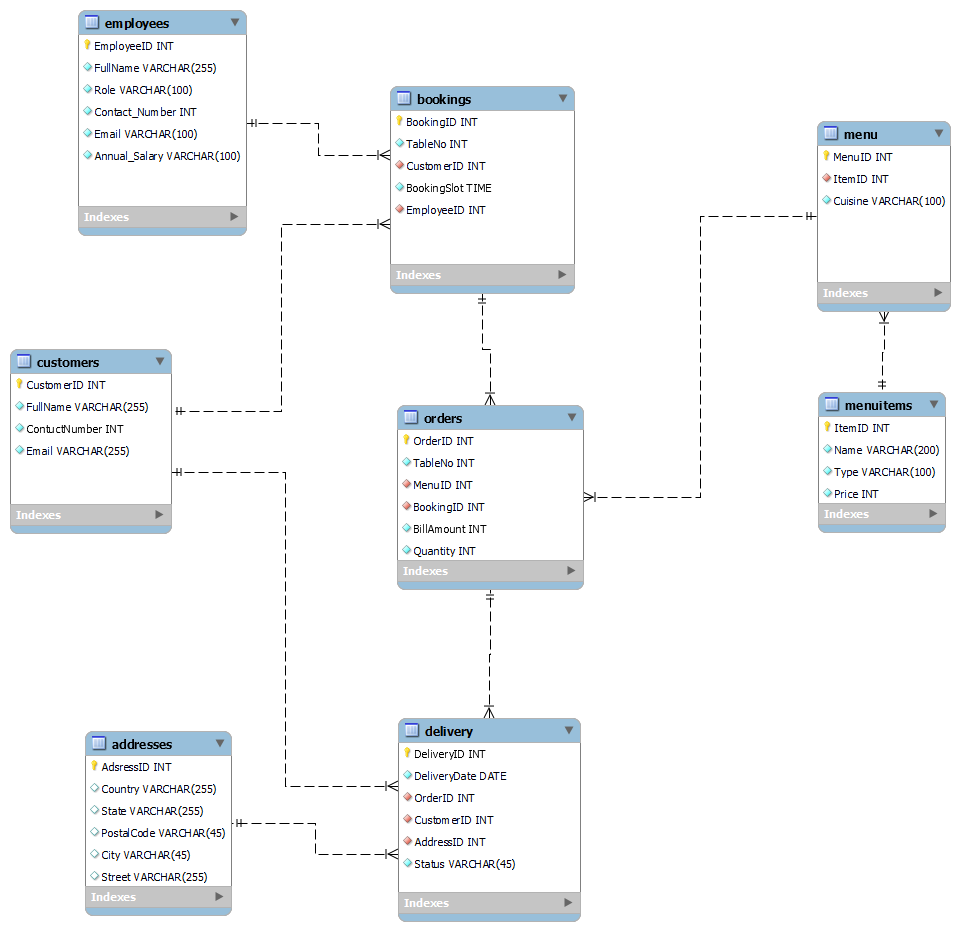 employees
EmployeeID INT
FullName VARCHAR(255)
Role VARCHAR(100)
Contact_Number INT
Email VARCHAR(100)
Annual_Salary VARCHAR(100)
Indexes
bookings
BookingID INT
TableNo INT
CustomerID INT
BookingSlot TIME
EmployeeID INT
Indexes
menu
MenuID INT
ItemID INT
Cuisine VARCHAR(100)
Indexes
customers
CustomerID INT
FullName VARCHAR(255)
ContuctNumber INT
Email VARCHAR(255)
Indexes
orders
OrderID INT
TableNo INT
MenuID INT
BookingID INT
BillAmount INT
Quantity INT
Indexes
menuitems
ItemID INT
Name VARCHAR(200)
Type VARCHAR(100)
Price INT
Indexes
addresses
AdsressID INT
Country VARCHAR(255)
State VARCHAR(255)
PostalCode VARCHAR(45)
City VARCHAR(45)
Street VARCHAR(255)
Indexes
delivery
DeliveryID INT
DeliveryDate DATE
OrderID INT
CustomerID INT
AddressID INT
Status VARCHAR(45)
Indexes